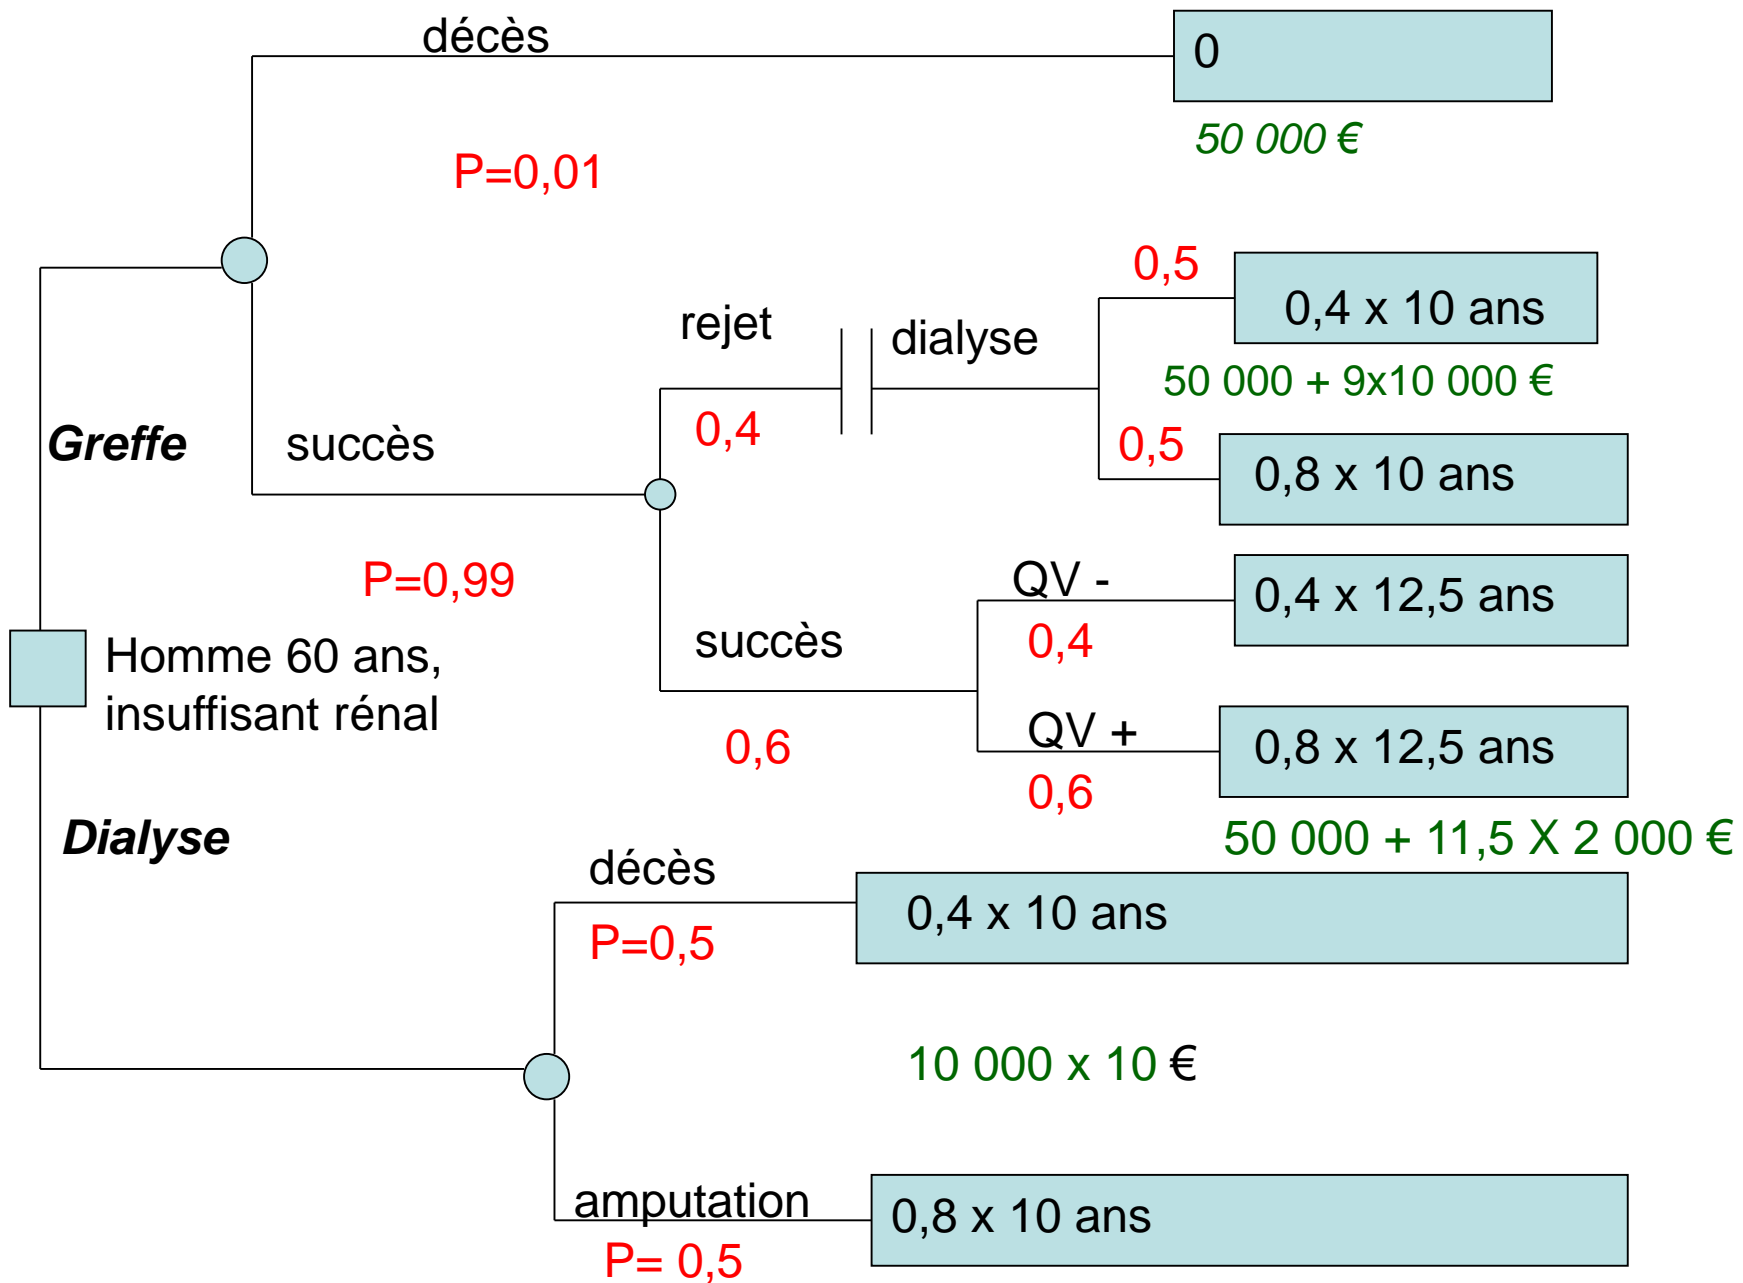 décès
0
50 000 €
P=0,01
0,5
0,4 x 10 ans
rejet
dialyse
50 000 + 9x10 000 €
0,4
0,5
Greffe
succès
0,8 x 10 ans
P=0,99
QV -
0,4 x 12,5 ans
0,4
succès
Homme 60 ans,
insuffisant rénal
QV +
0,8 x 12,5 ans
0,6
0,6
Dialyse
50 000 + 11,5 X 2 000 €
décès
0,4 x 10 ans
P=0,5
10 000 x 10 €
amputation
0,8 x 10 ans
P= 0,5